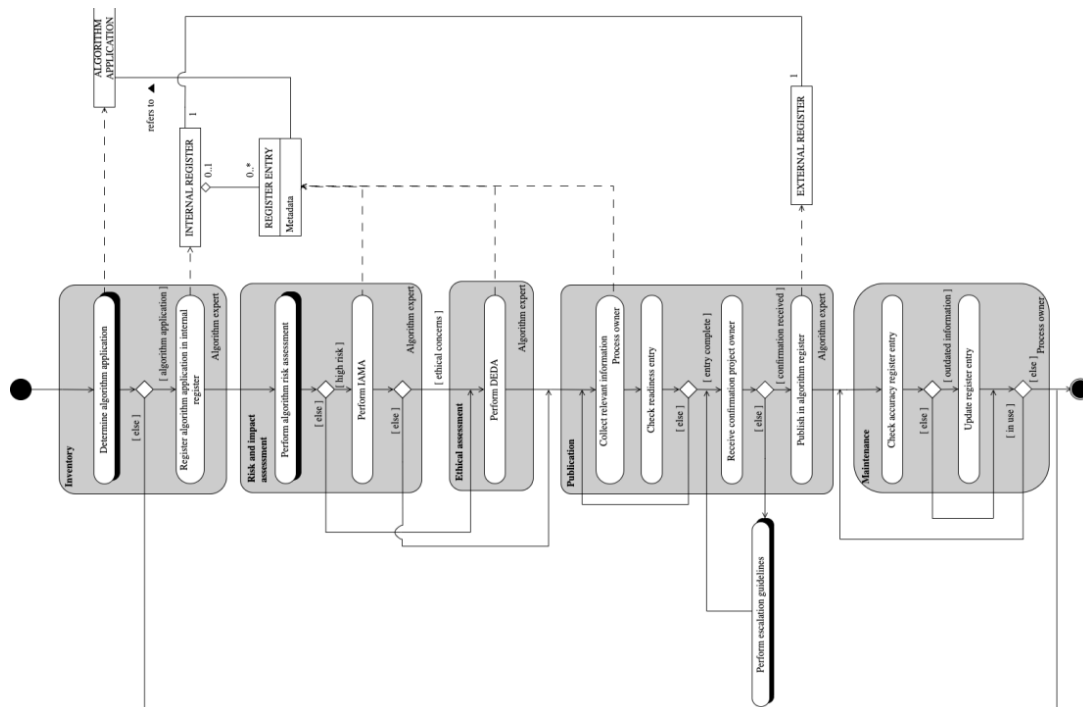 ALGORITHM
APPLICATION
refers to ▲
INTERNAL REGISTER
1
0..1
0..*
REGISTER ENTRY
Metadata
1
EXTERNAL REGISTER
Inventory
Determine algorithm application
[ algorithm application ]
[ else ]
Register algorithm application in internal
register
Algorithm expert
Risk and impact
assessment
Perform algorithm risk assessment
[ high risk ]
[ else ]
Perform IAMA
Algorithm expert
[ else ]
[ ethical concerns ]
Ethical assessment
Perform DEDA
Algorithm expert
Publication
Collect relevant information
Process owner
Check readiness entry
[ else ]
[ entry complete ]
Receive confirmation project owner
[ else ]
[ confirmation received ]
Publish in algorithm register
Algorithm expert
Perform escalation guidelines
Maintenance
Check accuracy register entry
[ else ]
[ outdated information ]
Update register entry
[ in use ]
[ else ]
Process owner